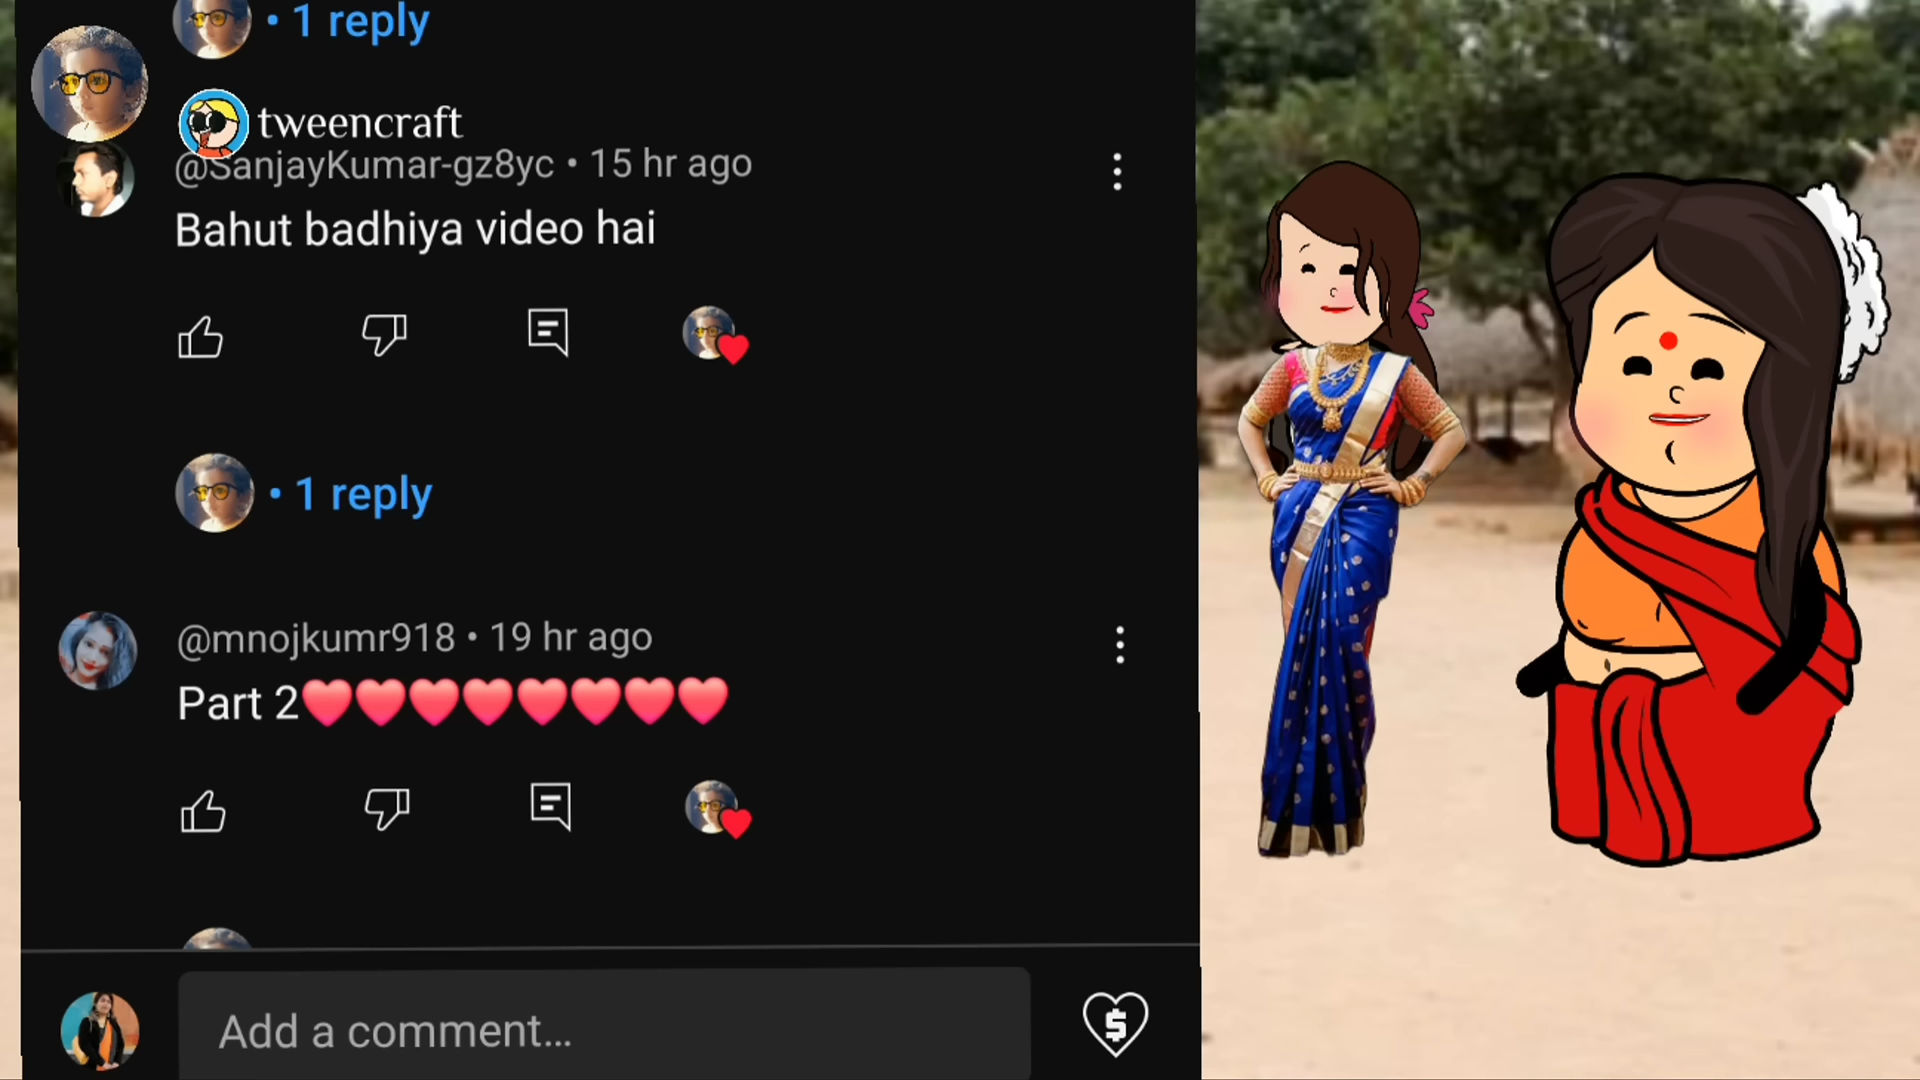 • 1 reply
tweencraft
@SanjayKumar-gz8yc • 15 hr ago
Bahut badhiya video hai
• 1 reply
@mnojkumr918 • 19 hr ago
Part 2❤️❤️❤️❤️❤️❤️❤️❤️
Add a comment...